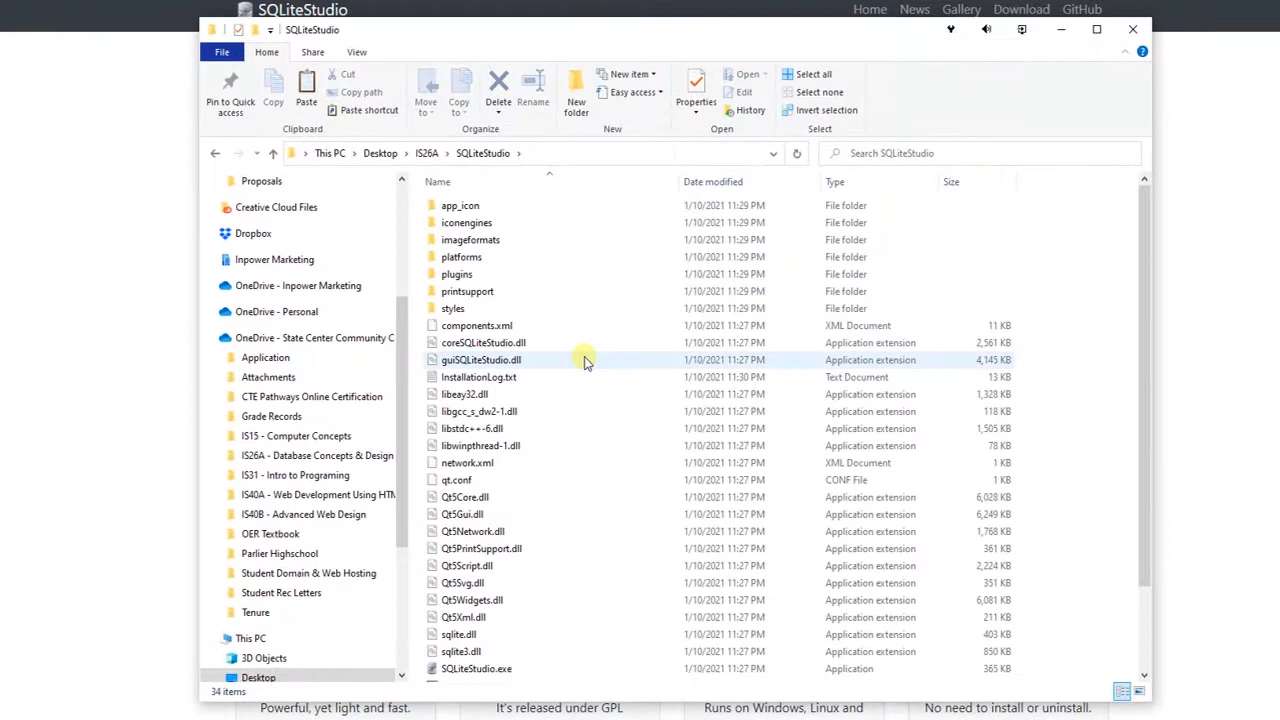 SQLiteStudio
Home News Gallery Download GitHub
SQLiteStudio
File Home Share View
Pin to Quick access
Copy
Paste
Cut
Copy path
Paste shortcut
Clipboard
Move to
Copy to
Delete
Rename
Organize
New folder
New item
Easy access
New
Properties
Open
Edit
History
Open
Select all
Select none
Invert selection
Select
This PC Desktop IS26A SQLiteStudio
Search SQLiteStudio
Proposals
Creative Cloud Files
Dropbox
Inpower Marketing
OneDrive - Inpower Marketing
OneDrive - Personal
OneDrive - State Center Community C
Application
Attachments
CTE Pathways Online Certification
Grade Records
IS15 - Computer Concepts
IS26A - Database Concepts & Design
IS31 - Intro to Programing
IS40A - Web Development Using HTM
IS40B - Advanced Web Design
OER Textbook
Parlier Highschool
Student Domain & Web Hosting
Student Rec Letters
Tenure
This PC
3D Objects
Desktop
Name Date modified Type Size
app_icon 1/10/2021 11:29 PM File folder
iconengines 1/10/2021 11:29 PM File folder
imageformats 1/10/2021 11:29 PM File folder
platforms 1/10/2021 11:29 PM File folder
plugins 1/10/2021 11:29 PM File folder
printsupport 1/10/2021 11:29 PM File folder
styles 1/10/2021 11:29 PM File folder
components.xml 1/10/2021 11:27 PM XML Document 11 KB
coreSQLiteStudio.dll 1/10/2021 11:27 PM Application extension 2,561 KB
guiSQLiteStudio.dll 1/10/2021 11:27 PM Application extension 4,145 KB
InstallationLog.txt 1/10/2021 11:30 PM Text Document 13 KB
libeay32.dll 1/10/2021 11:27 PM Application extension 1,328 KB
libgcc_s_dw2-1.dll 1/10/2021 11:27 PM Application extension 118 KB
libstdc++-6.dll 1/10/2021 11:27 PM Application extension 1,505 KB
libwinpthread-1.dll 1/10/2021 11:27 PM Application extension 78 KB
network.xml 1/10/2021 11:27 PM XML Document 1 KB
qt.conf 1/10/2021 11:27 PM CONF File 1 KB
Qt5Core.dll 1/10/2021 11:27 PM Application extension 6,028 KB
Qt5Gui.dll 1/10/2021 11:27 PM Application extension 6,249 KB
Qt5Network.dll 1/10/2021 11:27 PM Application extension 1,768 KB
Qt5PrintSupport.dll 1/10/2021 11:27 PM Application extension 361 KB
Qt5Script.dll 1/10/2021 11:27 PM Application extension 2,224 KB
Qt5Svg.dll 1/10/2021 11:27 PM Application extension 351 KB
Qt5Widgets.dll 1/10/2021 11:27 PM Application extension 6,081 KB
Qt5Xml.dll 1/10/2021 11:27 PM Application extension 211 KB
sqlite.dll 1/10/2021 11:27 PM Application extension 403 KB
sqlite3.dll 1/10/2021 11:27 PM Application extension 850 KB
SQLiteStudio.exe 1/10/2021 11:27 PM Application 365 KB
34 items
Powerful, yet light and fast. It's released under GPL Runs on Windows, Linux and No need to install or uninstall.